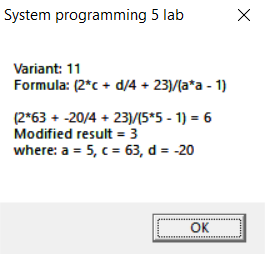 System programming 5 lab
Variant: 11
Formula: (2*c + d/4 + 23)/(a*a - 1)
(2*63 + -20/4 + 23)/(5*5 - 1) = 6
Modified result = 3
where: a = 5, c = 63, d = -20
OK